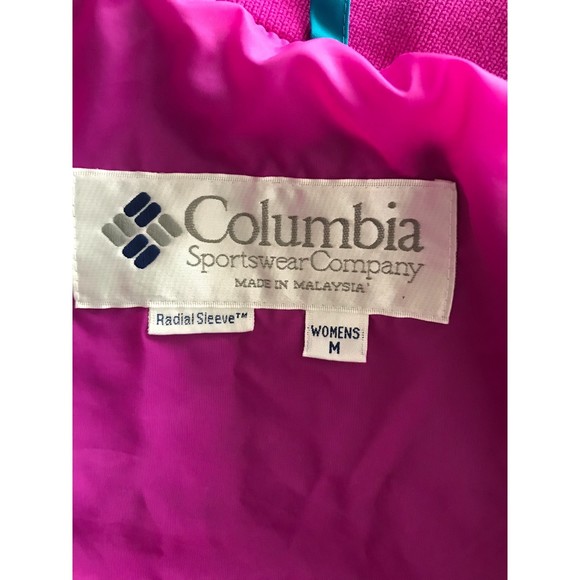 Columbia
Sportswear Company
MADE IN MALAYSIA
Radial Sleeve™
WOMENS
M